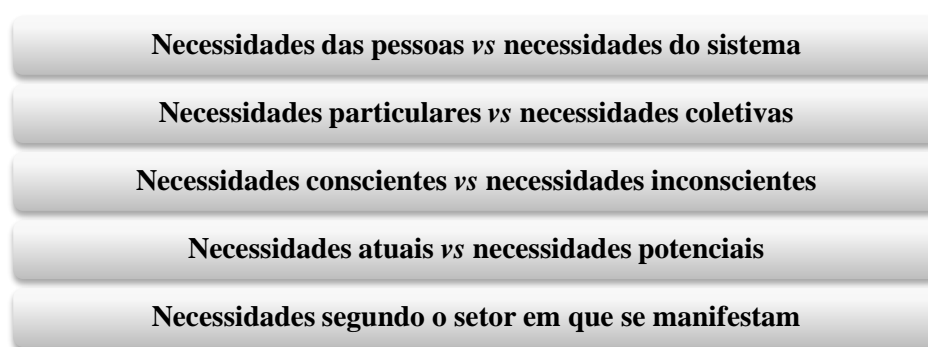 Necessidades das pessoas vs necessidades do sistema
Necessidades particulares vs necessidades coletivas
Necessidades conscientes vs necessidades inconscientes
Necessidades atuais vs necessidades potenciais
Necessidades segundo o setor em que se manifestam